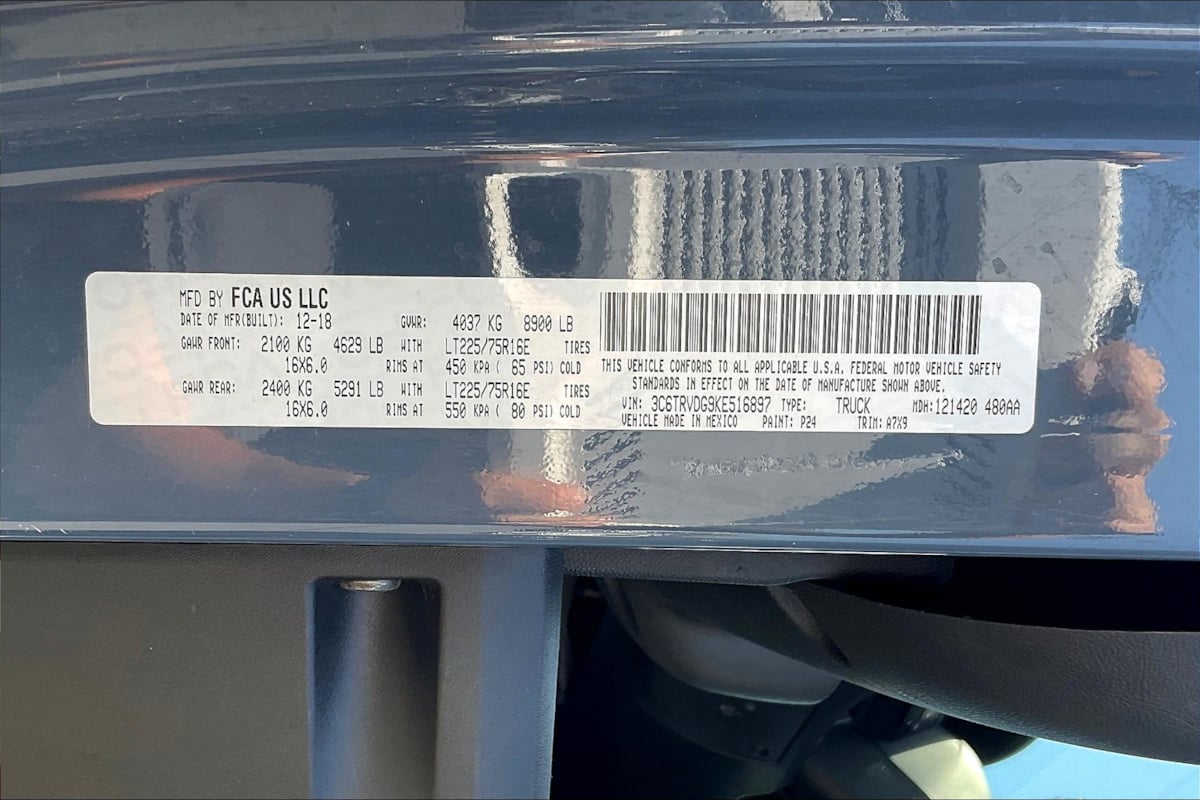 MFD BY FCA US LLC
DATE OF MFR(BUILT): 12-18 GVWR: 4037 KG 8900 LB
GAWR FRONT: 2100 KG 4629 LB WITH LT225/75R16E TIRES
16X6.0 RIMS AT 450 KPA ( 65 PSI) COLD
GAWR REAR: 2400 KG 5291 LB WITH LT225/75R16E TIRES
16X6.0 RIMS AT 550 KPA ( 80 PSI) COLD
THIS VEHICLE CONFORMS TO ALL APPLICABLE U.S.A. FEDERAL MOTOR VEHICLE SAFETY
STANDARDS IN EFFECT ON THE DATE OF MANUFACTURE SHOWN ABOVE.
VIN: 3C6TRVDG9KE516897 TYPE: TRUCK MDH:121420 480AA
VEHICLE MADE IN MEXICO PAINT: P24 TRIM: A7X9